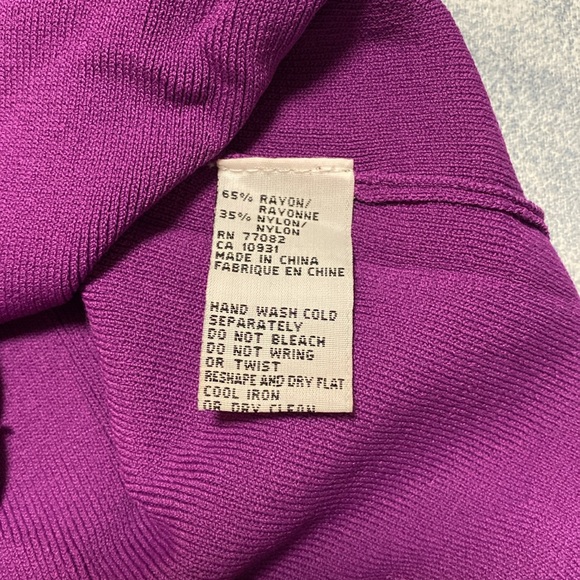 65% RAYON/
RAYONNE
35% NYLON/
NYLON
RN 77082
CA 10931
MADE IN CHINA
FABRIQUE EN CHINE
HAND WASH COLD
SEPARATELY
DO NOT BLEACH
DO NOT WRING
OR TWIST
RESHAPE AND DRY FLAT
COOL IRON
OR DRY CLEAN